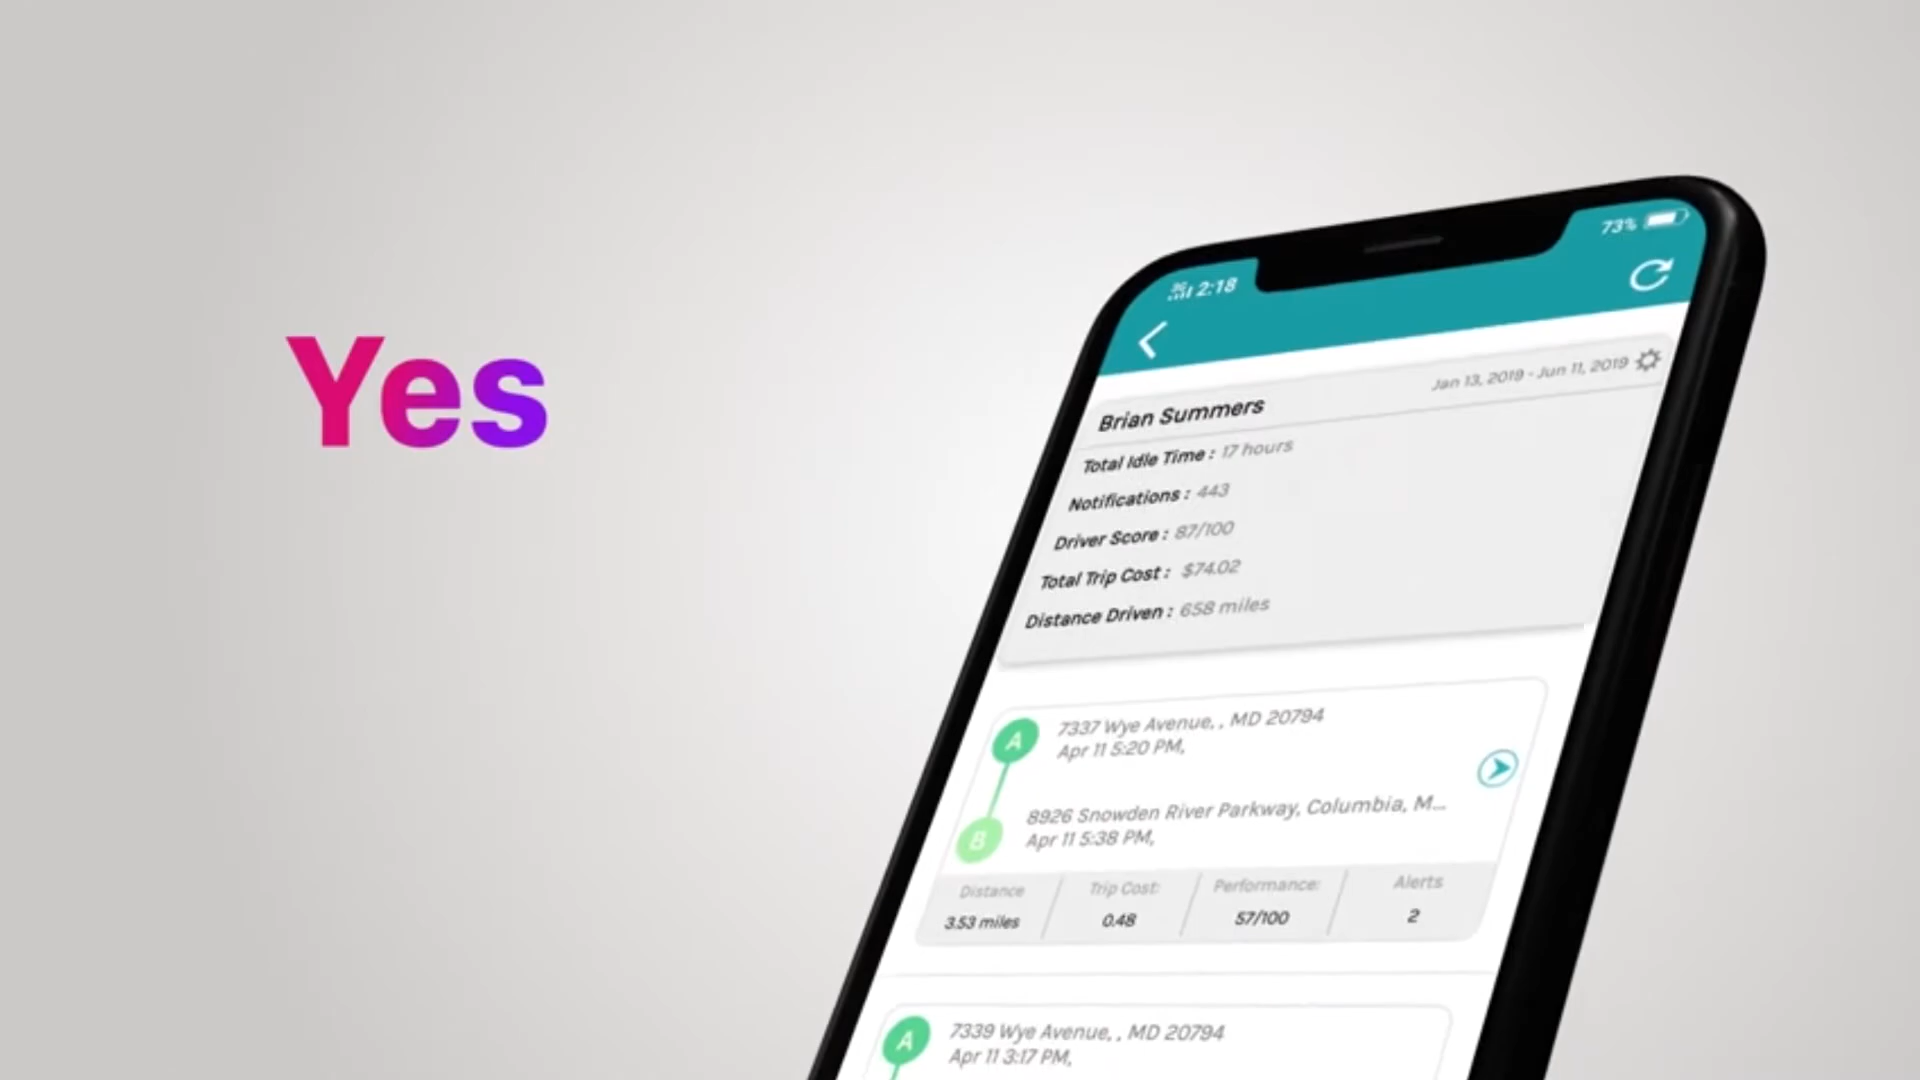 Yes
3G 2:18
73%
Brian Summers
Jan 13, 2019 - Jun 11, 2019
Total Idle Time : 17 hours
Notifications : 443
Driver Score : 87/100
Total Trip Cost : $74.02
Distance Driven : 658 miles
A
7337 Wye Avenue, , MD 20794
Apr 11 5:20 PM,
B
8926 Snowden River Parkway, Columbia, M...
Apr 11 5:38 PM,
Distance Trip Cost: Performance: Alerts
3.53 miles 0.48 57/100 2
A
7339 Wye Avenue, , MD 20794
Apr 11 3:17 PM,